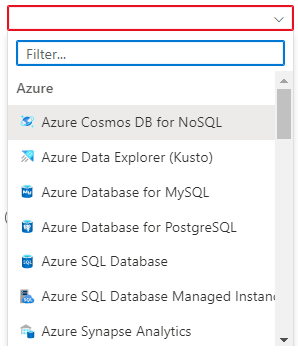 Filter...
Azure
Azure Cosmos DB for NoSQL
Azure Data Explorer (Kusto)
Azure Database for MySQL
Azure Database for PostgreSQL
Azure SQL Database
Azure SQL Database Managed Instanc
Azure Synapse Analytics